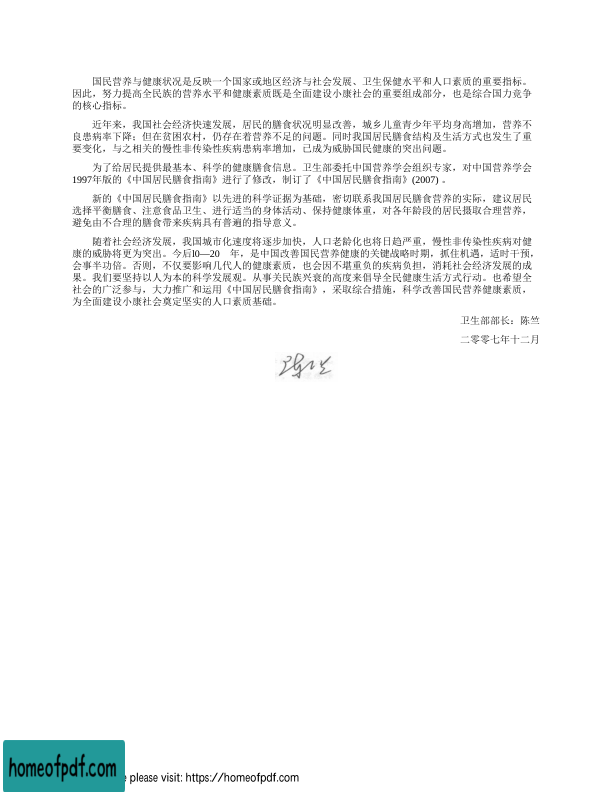 国民营养与健康状况是反映一个国家或地区经济与社会发展、卫生保健水平和人口素质的重要指标。
因此，努力提高全民族的营养水平和健康素质既是全面建设小康社会的重要组成部分，也是综合国力竞争
的核心指标。
近年来，我国社会经济快速发展，居民的膳食状况明显改善，城乡儿童青少年平均身高增加，营养不
良患病率下降；但在贫困农村，仍存在着营养不足的问题。同时我国居民膳食结构及生活方式也发生了重
要变化，与之相关的慢性非传染性疾病患病率增加，已成为威胁国民健康的突出问题。
为了给居民提供最基本、科学的健康膳食信息。卫生部委托中国营养学会组织专家，对中国营养学会
1997年版的《中国居民膳食指南》进行了修改，制订了《中国居民膳食指南》(2007) 。
新的《中国居民膳食指南》以先进的科学证据为基础，密切联系我国居民膳食营养的实际，建议居民
选择平衡膳食、注意食品卫生、进行适当的身体活动、保持健康体重，对各年龄段的居民摄取合理营养，
避免由不合理的膳食带来疾病具有普遍的指导意义。
随着社会经济发展，我国城市化速度将逐步加快，人口老龄化也将日趋严重，慢性非传染性疾病对健
康的威胁将更为突出。今后l0—20 年，是中国改善国民营养健康的关键战略时期，抓住机遇，适时干预，
会事半功倍。否则，不仅要影响几代人的健康素质，也会因不堪重负的疾病负担，消耗社会经济发展的成
果。我们要坚持以人为本的科学发展观。从事关民族兴衰的高度来倡导全民健康生活方式行动。也希望全
社会的广泛参与，大力推广和运用《中国居民膳食指南》，采取综合措施，科学改善国民营养健康素质，
为全面建设小康社会奠定坚实的人口素质基础。
卫生部部长：陈竺
二零零七年十二月
陈竺
homeofpdf.com
e please visit: https://homeofpdf.com